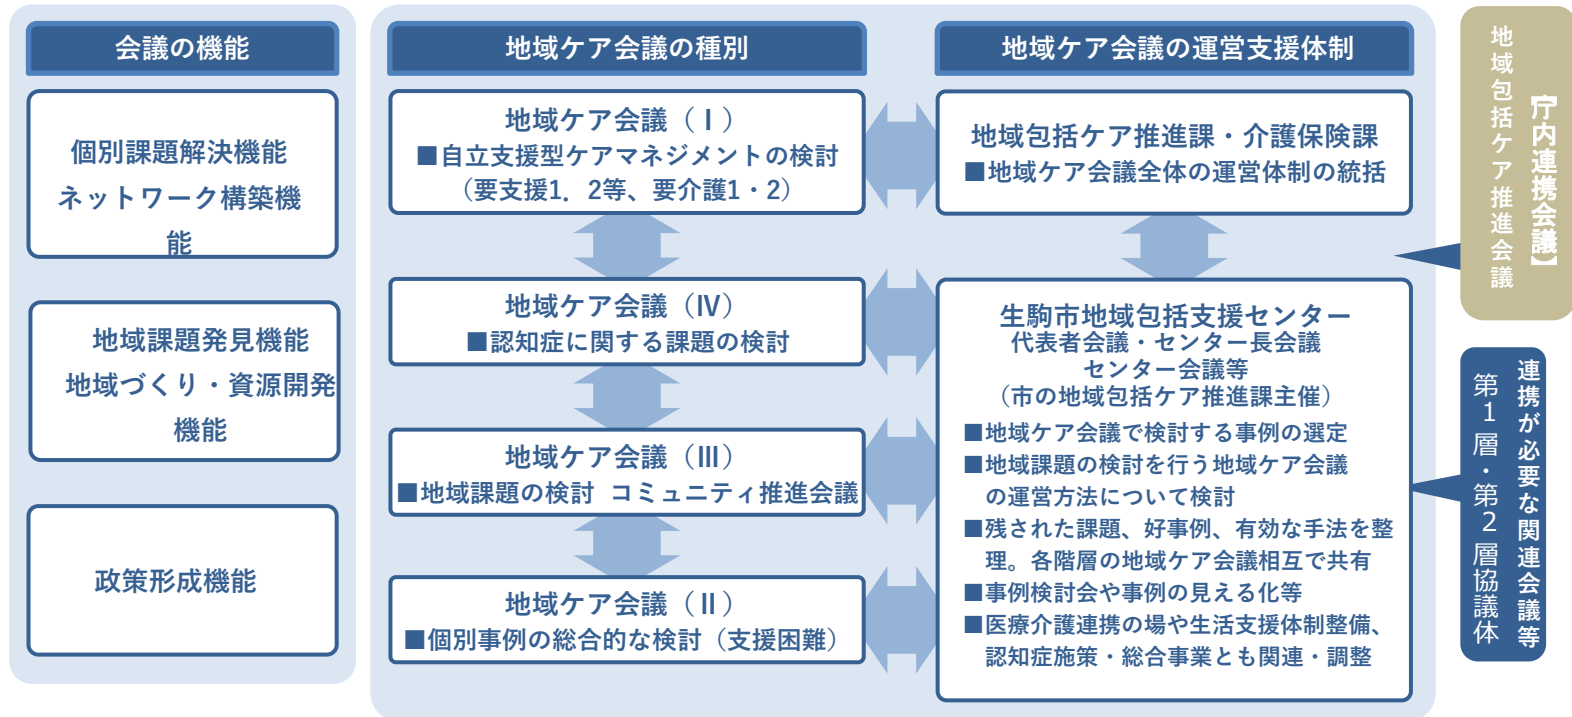 会議の機能
個別課題解決機能
ネットワーク構築機
能
地域課題発見機能
地域づくり・資源開発
機能
政策形成機能
地域ケア会議の種別
地域ケア会議（Ⅰ）
■自立支援型ケアマネジメントの検討
（要支援1．2等、要介護1・2）
地域ケア会議（Ⅳ）
■認知症に関する課題の検討
地域ケア会議（Ⅲ）
■地域課題の検討 コミュニティ推進会議
地域ケア会議（Ⅱ）
■個別事例の総合的な検討（支援困難）
地域ケア会議の運営支援体制
地域包括ケア推進課・介護保険課
■地域ケア会議全体の運営体制の統括
生駒市地域包括支援センター
代表者会議・センター長会議
センター会議等
（市の地域包括ケア推進課主催）
■地域ケア会議で検討する事例の選定
■地域課題の検討を行う地域ケア会議
の運営方法について検討
■残された課題、好事例、有効な手法を整
理。各階層の地域ケア会議相互で共有
■事例検討会や事例の見える化等
■医療介護連携の場や生活支援体制整備、
認知症施策・総合事業とも関連・調整
【庁内連携会議】
地域包括ケア推進会議
連携が必要な関連会議等
第１層・第２層協議体